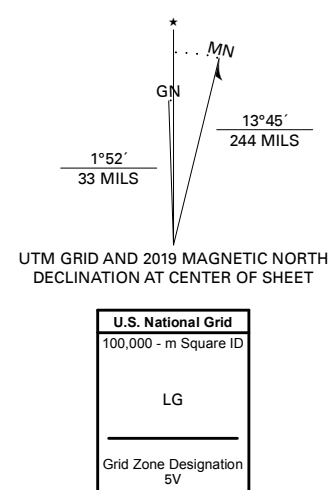 ★
MN
GN
13°45´
244 MILS
1°52´
33 MILS
UTM GRID AND 2019 MAGNETIC NORTH
DECLINATION AT CENTER OF SHEET
U.S. National Grid
100,000 - m Square ID
LG
Grid Zone Designation
5V